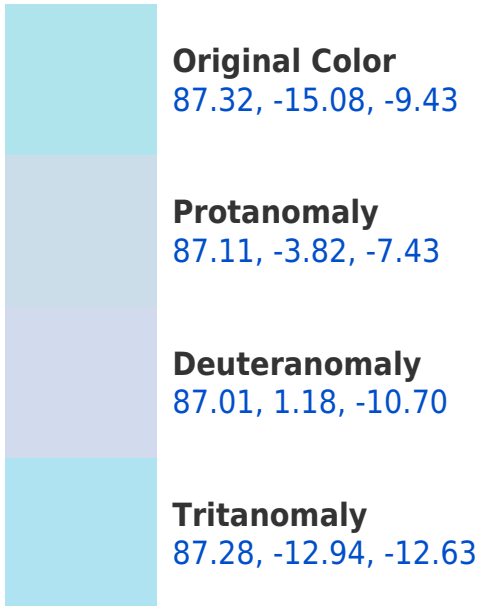 Original Color
87.32, -15.08, -9.43
Protanomaly
87.11, -3.82, -7.43
Deuteranomaly
87.01, 1.18, -10.70
Tritanomaly
87.28, -12.94, -12.63